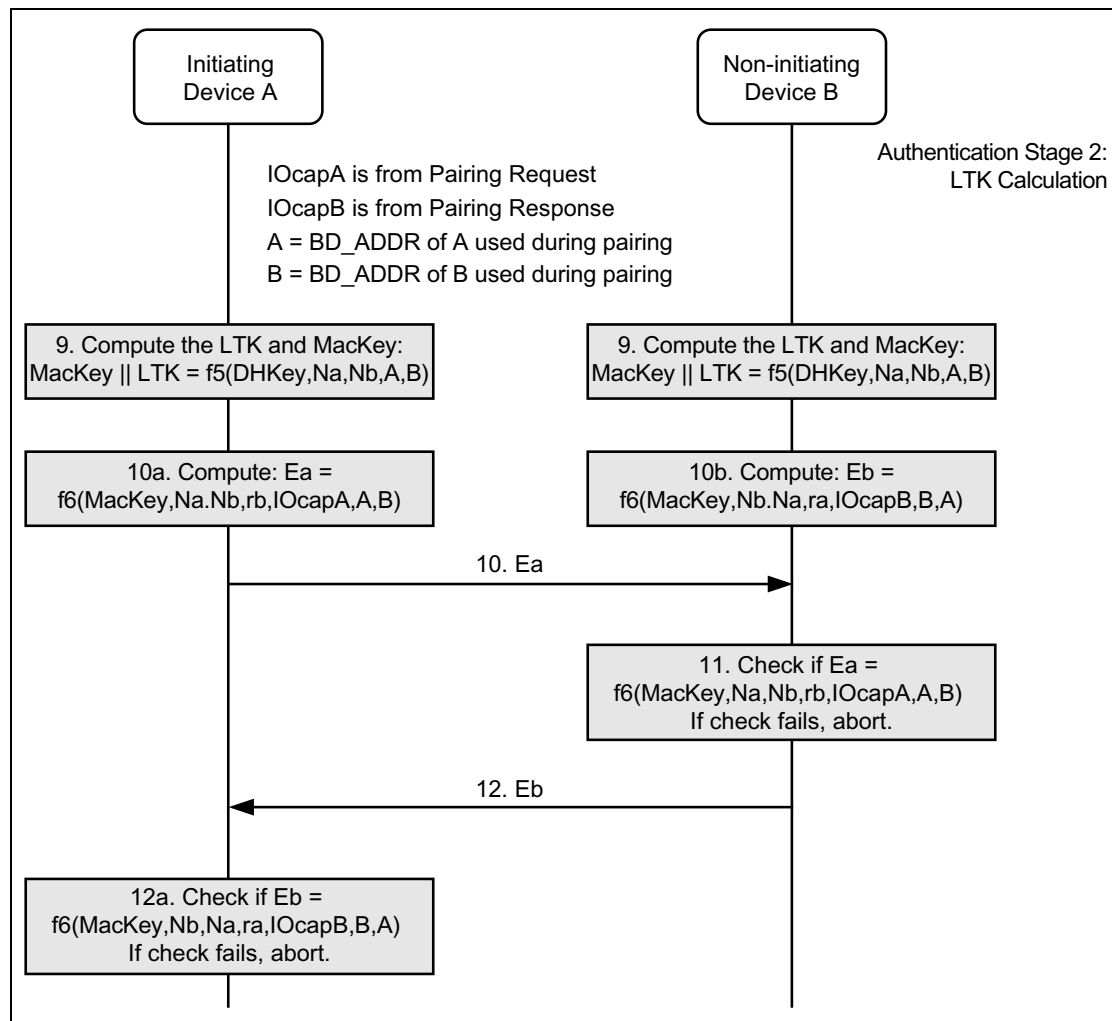 Initiating
Device A
Non-initiating
Device B
Authentication Stage 2:
LTK Calculation
IOcapA is from Pairing Request
IOcapB is from Pairing Response
A = BD_ADDR of A used during pairing
B = BD_ADDR of B used during pairing
9. Compute the LTK and MacKey:
MacKey || LTK = f5(DHKey,Na,Nb,A,B)
9. Compute the LTK and MacKey:
MacKey || LTK = f5(DHKey,Na,Nb,A,B)
10a. Compute: Ea =
f6(MacKey,Na.Nb,rb,IOcapA,A,B)
10b. Compute: Eb =
f6(MacKey,Nb.Na,ra,IOcapB,B,A)
10. Ea
11. Check if Ea =
f6(MacKey,Na,Nb,rb,IOcapA,A,B)
If check fails, abort.
12. Eb
12a. Check if Eb =
f6(MacKey,Nb,Na,ra,IOcapB,B,A)
If check fails, abort.